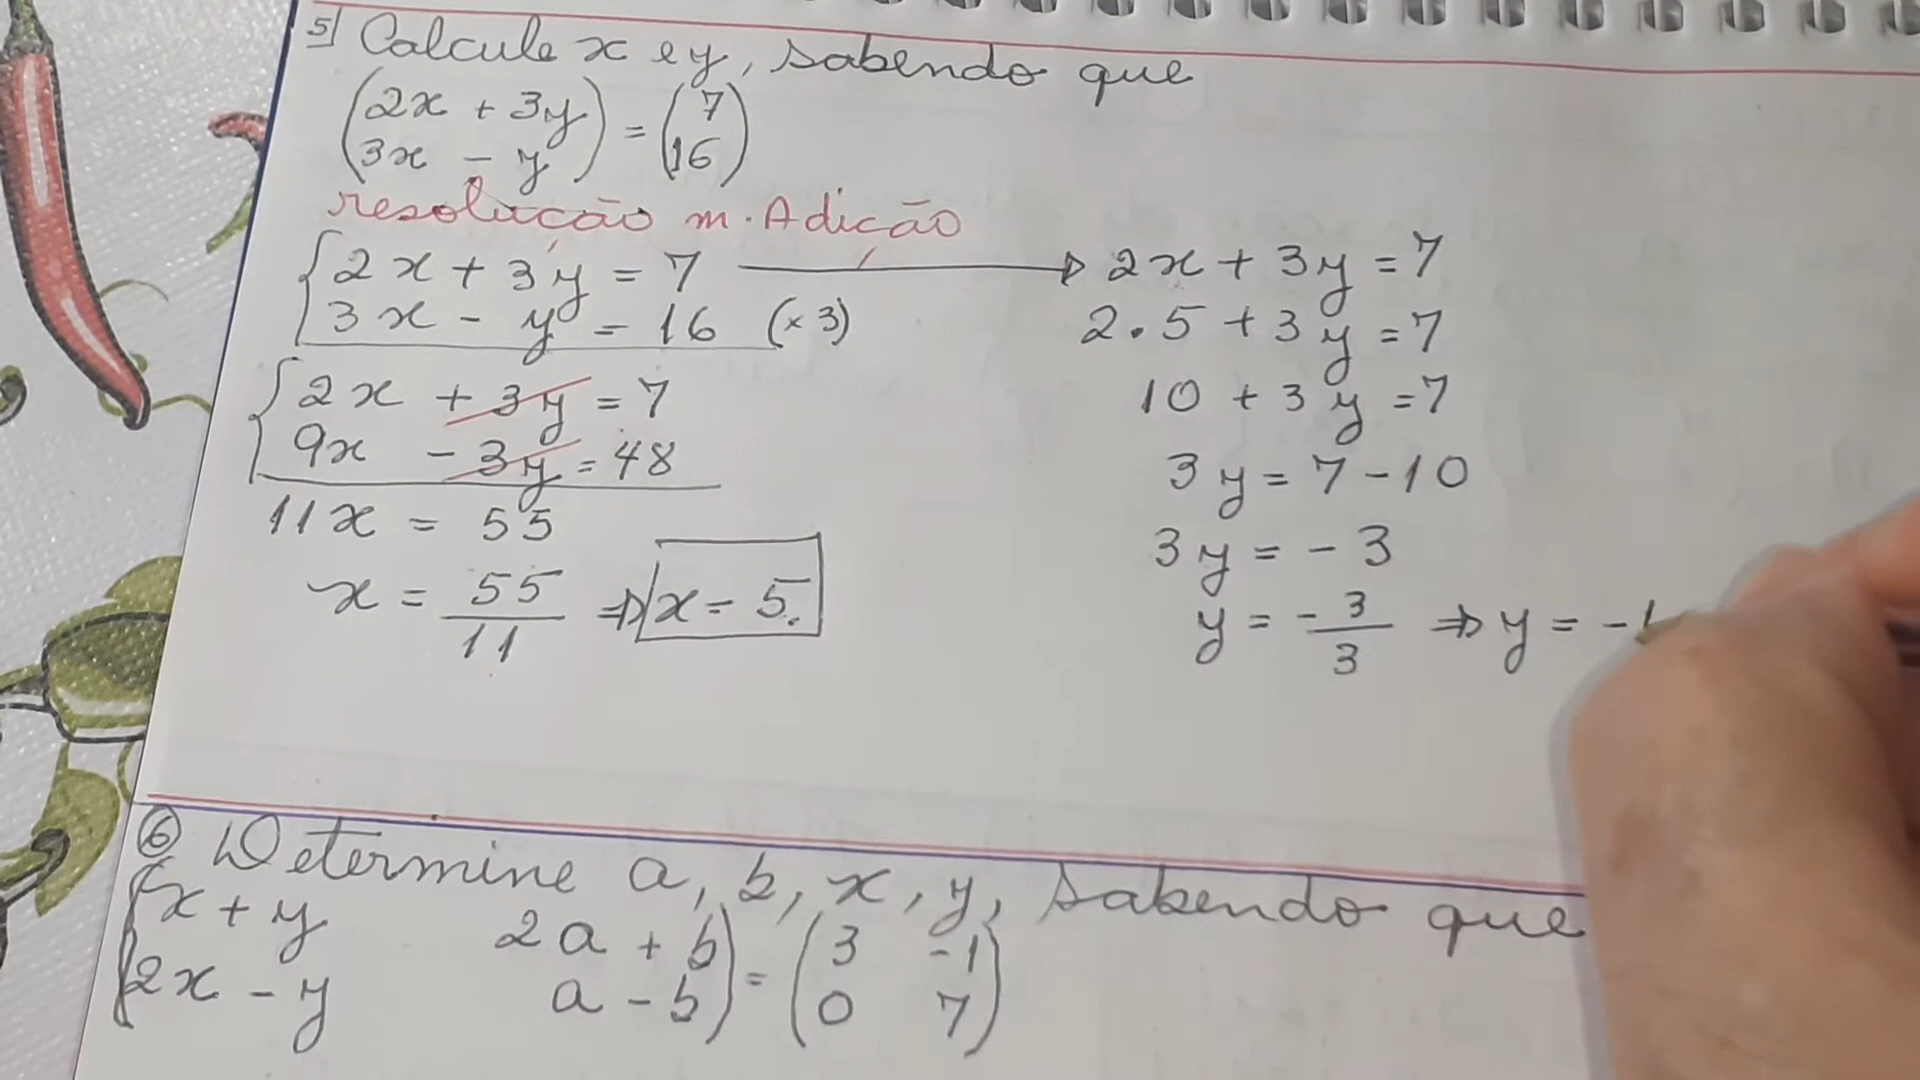 5) Calcule x e y, sabendo que
(2x + 3y) = (7)
(3x - y) (16)
resolução m. Adição
{2x + 3y = 7 → 2x + 3y = 7
3x - y = 16 (×3)
2.5 + 3y = 7
{2x + 3y = 7
10 + 3y = 7
9x - 3y = 48
3y = 7 - 10
11x = 55
3y = - 3
x = 55/11 ⇒ x = 5.
y = - 3/3 ⇒ y = -1
6 Determine a, b, x, y, sabendo que
(x + y 2a + b) = (3 -1)
(2x - y a - b) (0 7)